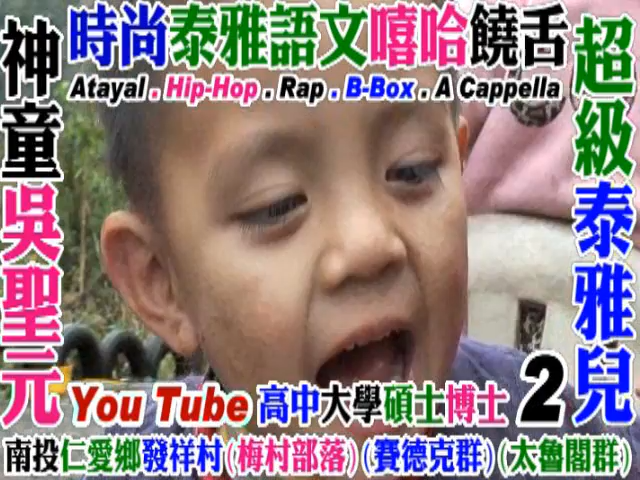 時尚泰雅語文嘻哈饒舌
Atayal . Hip-Hop . Rap . B-Box . A Cappella
神童吳聖元
超級泰雅兒
You Tube 高中大學碩士博士 2
南投仁愛鄉發祥村(梅村部落)(賽德克群)(太魯閣群)